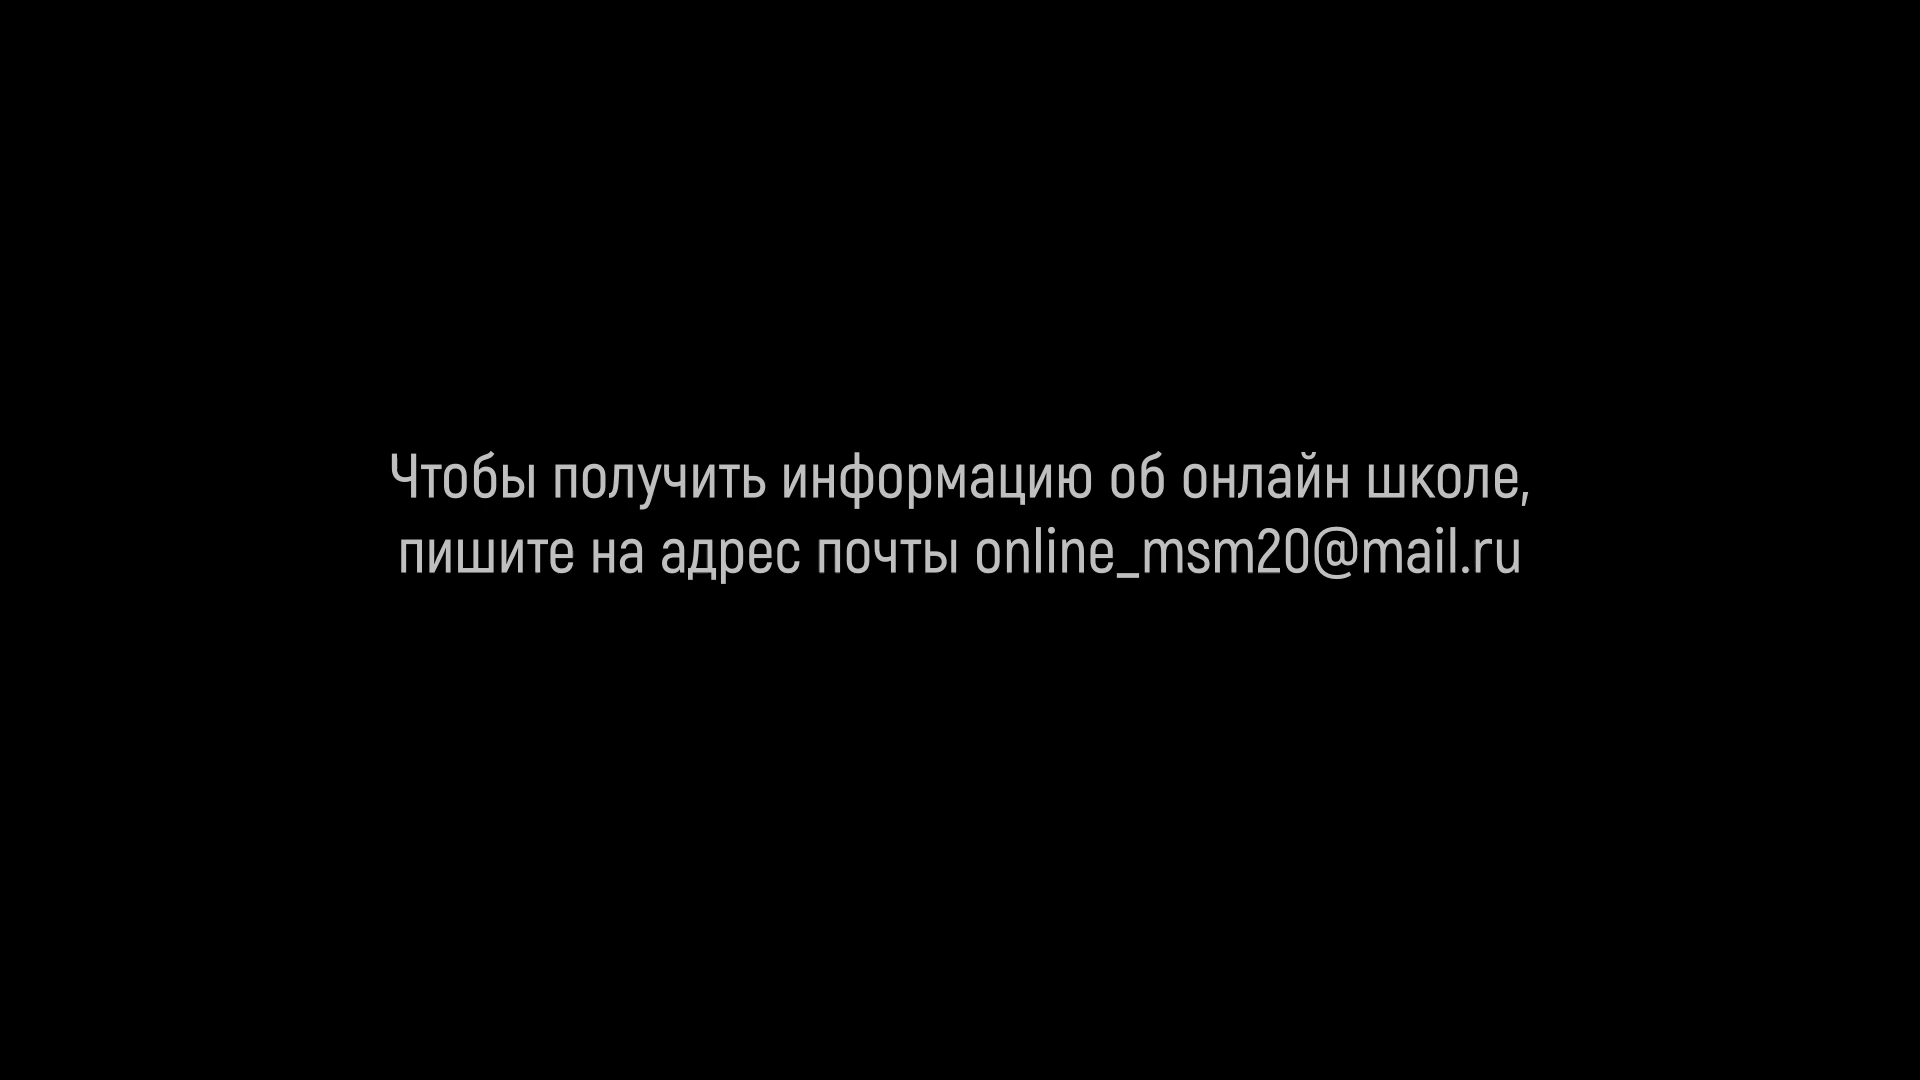 Чтобы получить информацию об онлайн школе,
пишите на адрес почты online_msm20@mail.ru